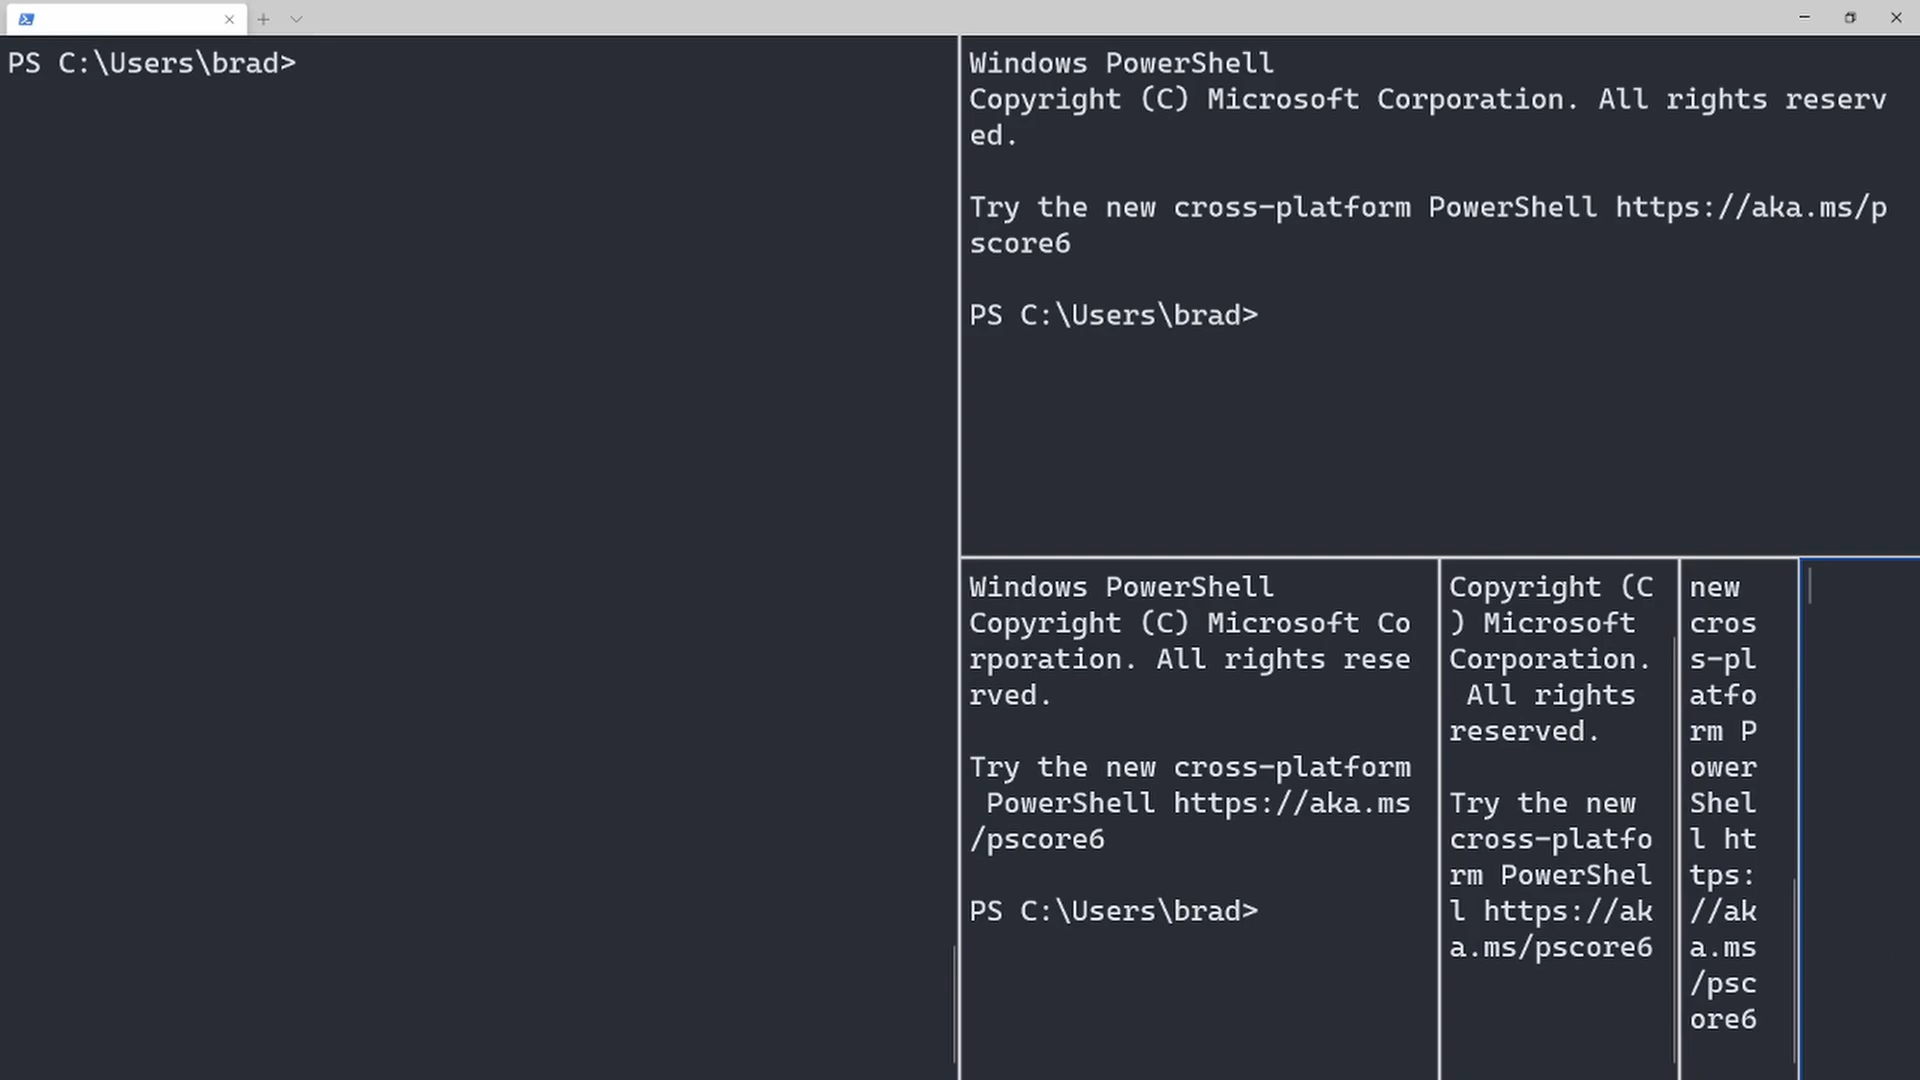 PS C:\Users\brad>
Windows PowerShell
Copyright (C) Microsoft Corporation. All rights reserv
ed.
Try the new cross-platform PowerShell https://aka.ms/p
score6
PS C:\Users\brad>
Windows PowerShell
Copyright (C) Microsoft Co
rporation. All rights rese
rved.
Try the new cross-platform
 PowerShell https://aka.ms
/pscore6
PS C:\Users\brad>
Copyright (C
) Microsoft
Corporation.
 All rights
reserved.
Try the new
cross-platfo
rm PowerShel
l https://ak
a.ms/pscore6
new
cros
s-pl
atfo
rm P
ower
Shel
l ht
tps:
//ak
a.ms
/psc
ore6